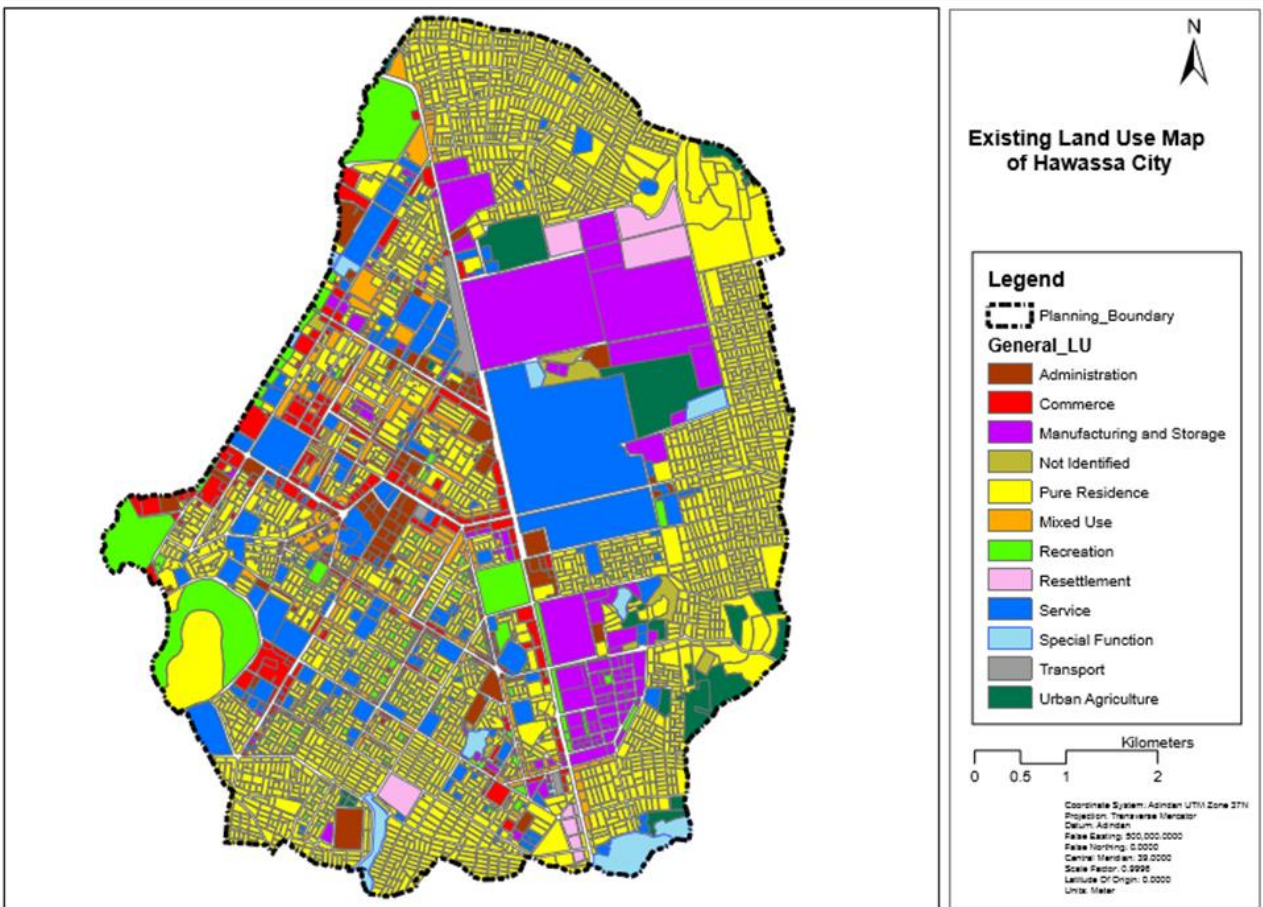 N
Existing Land Use Map
of Hawassa City
Legend
Planning_Boundary
General_LU
Administration
Commerce
Manufacturing and Storage
Not Identified
Pure Residence
Mixed Use
Recreation
Resettlement
Service
Special Function
Transport
Urban Agriculture
Kilometers
0 0.5 1 2
Coordinate System: Adindan UTM Zone 37N
Projection: Transverse Mercator
Datum: Adindan
False Easting: 500,000.0000
False Northing: 0.0000
Central Meridian: 39.0000
Scale Factor: 0.9996
Latitude Of Origin: 0.0000
Units: Meter